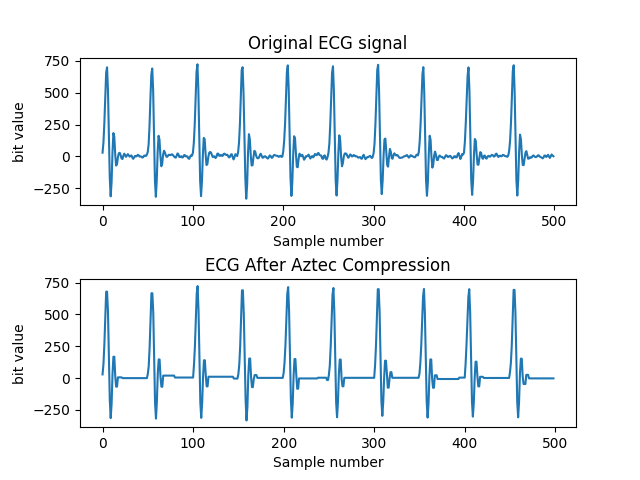 Original ECG signal
750
500
250
0
−250
bit value
0 100 200 300 400 500
Sample number
ECG After Aztec Compression
750
500
250
0
−250
bit value
0 100 200 300 400 500
Sample number